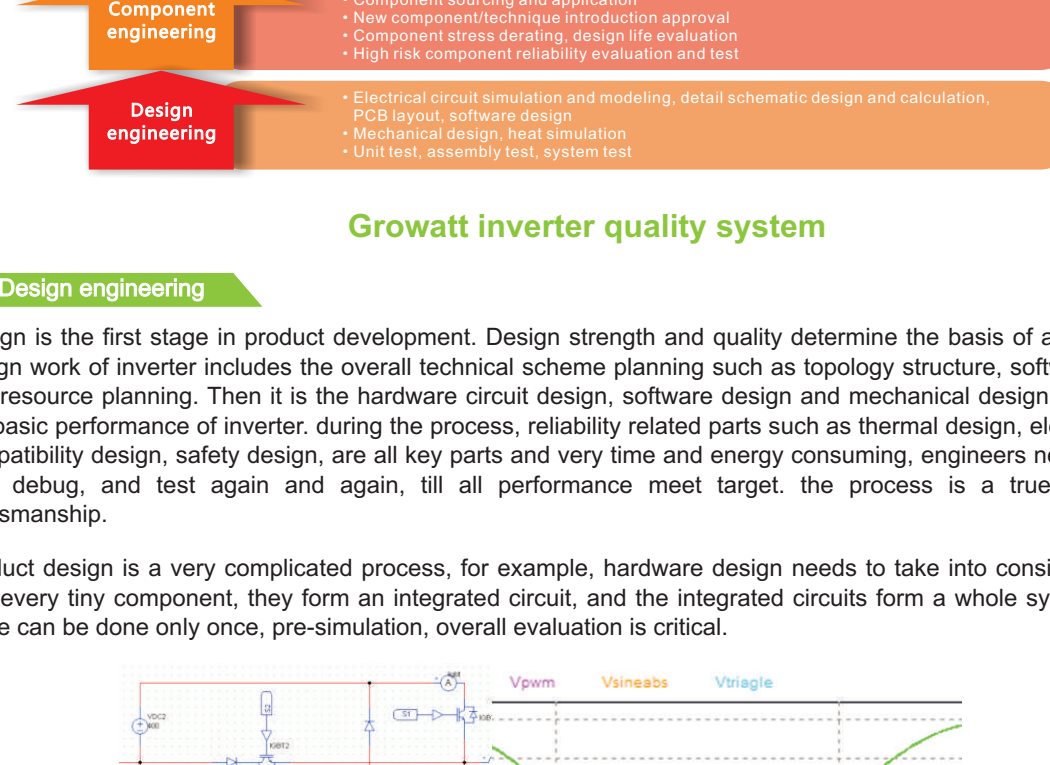 Component sourcing and application
Component
engineering
• New component/technique introduction approval
• Component stress derating, design life evaluation
• High risk component reliability evaluation and test
Design
engineering
• Electrical circuit simulation and modeling, detail schematic design and calculation,
PCB layout, software design
• Mechanical design, heat simulation
• Unit test, assembly test, system test
Growatt inverter quality system
Design engineering
gn is the first stage in product development. Design strength and quality determine the basis of a
gn work of inverter includes the overall technical scheme planning such as topology structure, soft
resource planning. Then it is the hardware circuit design, software design and mechanical design
basic performance of inverter. during the process, reliability related parts such as thermal design, el
patibility design, safety design, are all key parts and very time and energy consuming, engineers n
debug, and test again and again, till all performance meet target. the process is a true
smanship.
duct design is a very complicated process, for example, hardware design needs to take into consi
every tiny component, they form an integrated circuit, and the integrated circuits form a whole sy
e can be done only once, pre-simulation, overall evaluation is critical.
A
Vpwm Vsineabs Vtriagle
VDC2
400
S2
S1
IGBT2